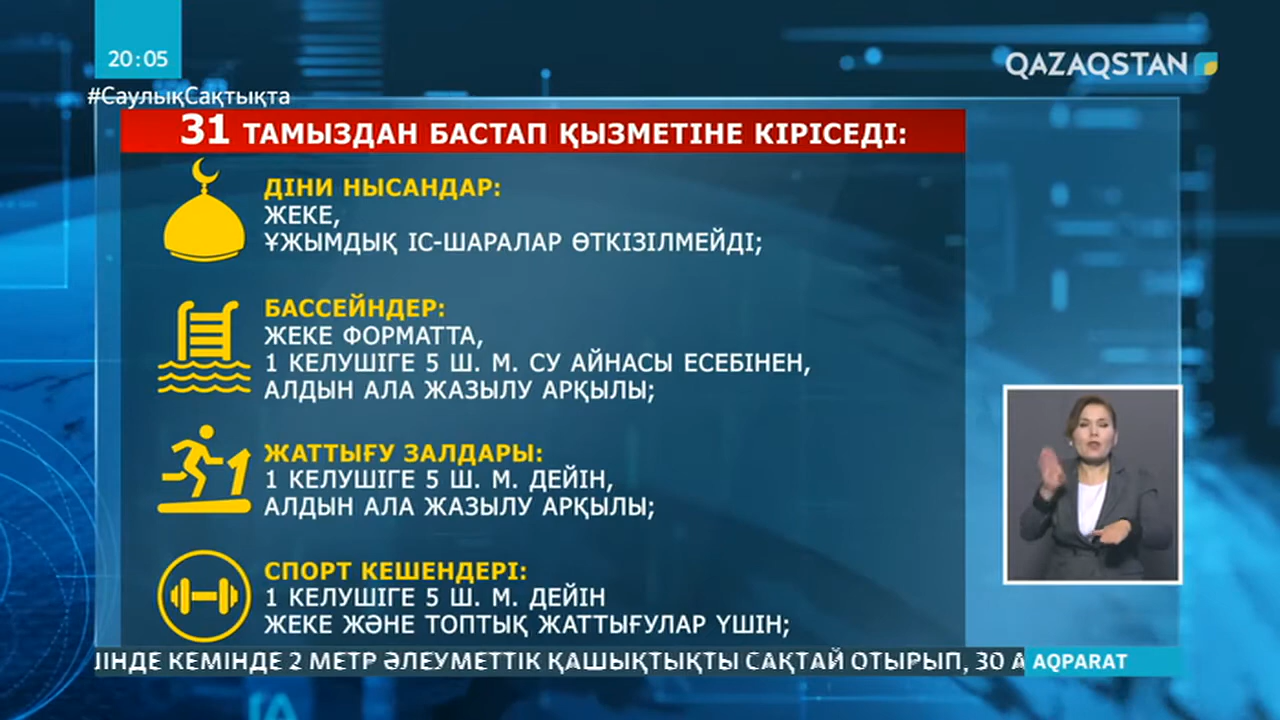 20:05
QAZAQSTAN
#СаулықСақтықта
31 ТАМЫЗДАН БАСТАП ҚЫЗМЕТІНЕ КІРІСЕДІ:
ДІНИ НЫСАНДАР:
ЖЕКЕ,
ҰЖЫМДЫҚ ІС-ШАРАЛАР ӨТКІЗІЛМЕЙДІ;
БАССЕЙНДЕР:
ЖЕКЕ ФОРМАТТА,
1 КЕЛУШІГЕ 5 Ш. М. СУ АЙНАСЫ ЕСЕБІНЕН,
АЛДЫН АЛА ЖАЗЫЛУ АРҚЫЛЫ;
ЖАТТЫҒУ ЗАЛДАРЫ:
1 КЕЛУШІГЕ 5 Ш. М. ДЕЙІН,
АЛДЫН АЛА ЖАЗЫЛУ АРҚЫЛЫ;
СПОРТ КЕШЕНДЕРІ:
1 КЕЛУШІГЕ 5 Ш. М. ДЕЙІН
ЖЕКЕ ЖӘНЕ ТОПТЫҚ ЖАТТЫҒУЛАР ҮШІН;
ІНДЕ КЕМІНДЕ 2 МЕТР ӘЛЕУМЕТТІК ҚАШЫҚТЫҚТЫ САҚТАЙ ОТЫРЫП, 30 А
AQPARAT